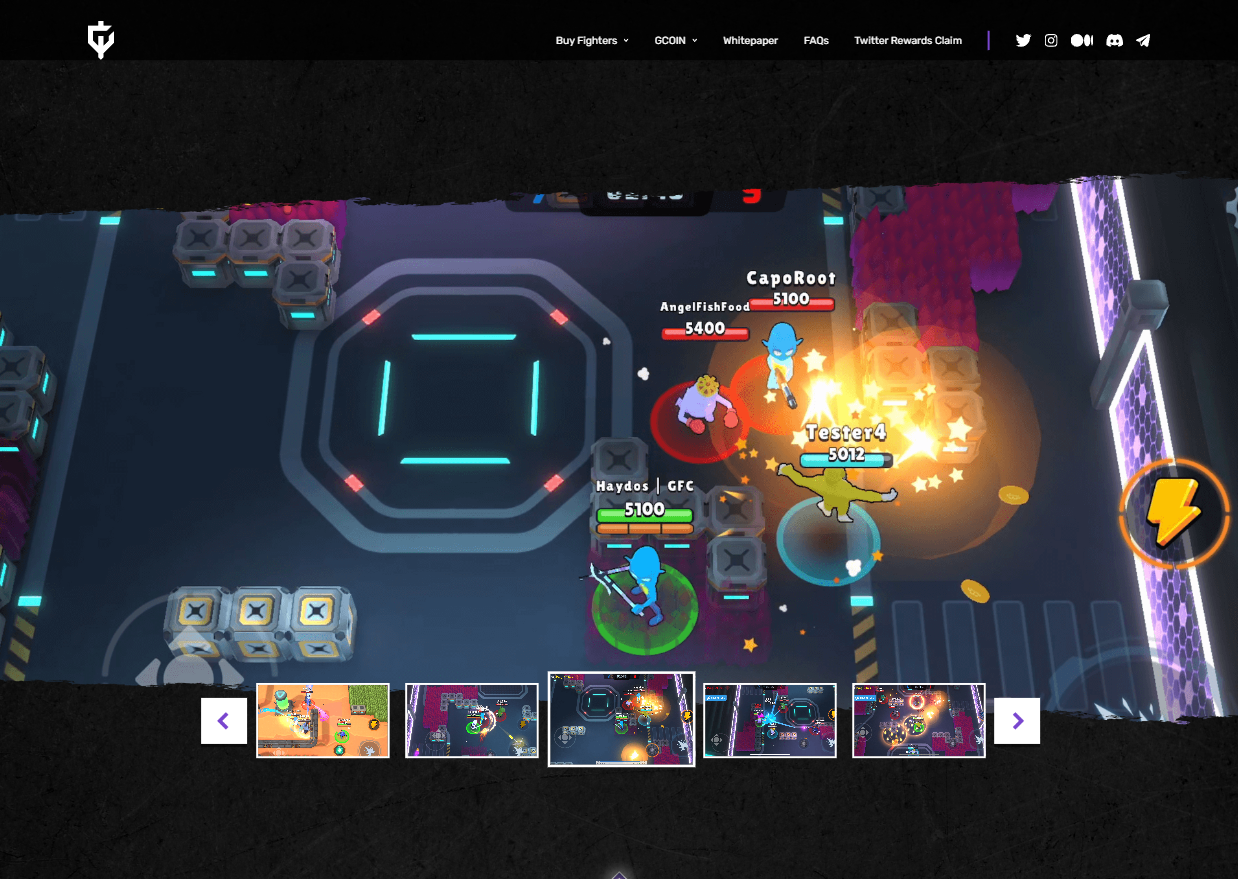 Buy Fighters
GCOIN
Whitepaper
FAQs
Twitter Rewards Claim
CapoRoot
5100
AngelFishFood
5400
Tester4
5012
Haydos | GFC
5100